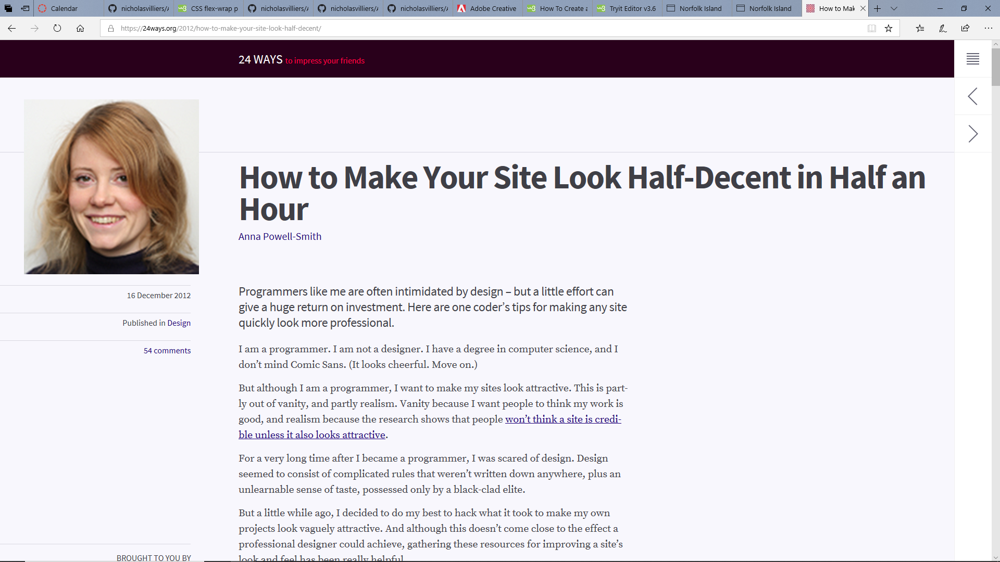 Calendar
nicholasvilliers/
CSS flex-wrap p
nicholasvilliers/
nicholasvilliers/
nicholasvilliers/
Adobe Creative
How To Create a
Tryit Editor v3.6
Norfolk Island
Norfolk Island
How to Mak
https://24ways.org/2012/how-to-make-your-site-look-half-decent/
24 WAYS to impress your friends
How to Make Your Site Look Half-Decent in Half an
Hour
Anna Powell-Smith
16 December 2012
Published in Design
54 comments
Programmers like me are often intimidated by design – but a little effort can
give a huge return on investment. Here are one coder’s tips for making any site
quickly look more professional.
I am a programmer. I am not a designer. I have a degree in computer science, and I
don’t mind Comic Sans. (It looks cheerful. Move on.)
But although I am a programmer, I want to make my sites look attractive. This is part-
ly out of vanity, and partly realism. Vanity because I want people to think my work is
good, and realism because the research shows that people won’t think a site is credi-
ble unless it also looks attractive.
For a very long time after I became a programmer, I was scared of design. Design
seemed to consist of complicated rules that weren’t written down anywhere, plus an
unlearnable sense of taste, possessed only by a black-clad elite.
But a little while ago, I decided to do my best to hack what it took to make my own
projects look vaguely attractive. And although this doesn’t come close to the effect a
professional designer could achieve, gathering these resources for improving a site’s
look and feel has been really helpful.
BROUGHT TO YOU BY